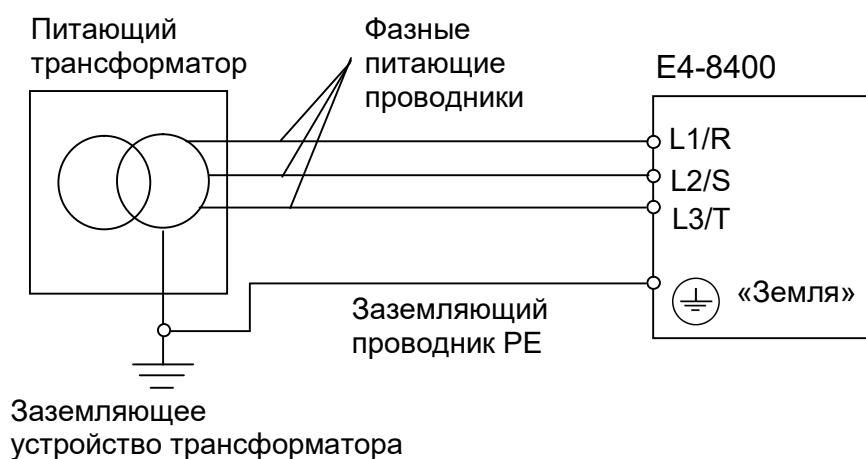 Питающий
трансформатор
Фазные
питающие
проводники
E4-8400
L1/R
L2/S
L3/T
«Земля»
Заземляющий
проводник PE
Заземляющее
устройство трансформатора